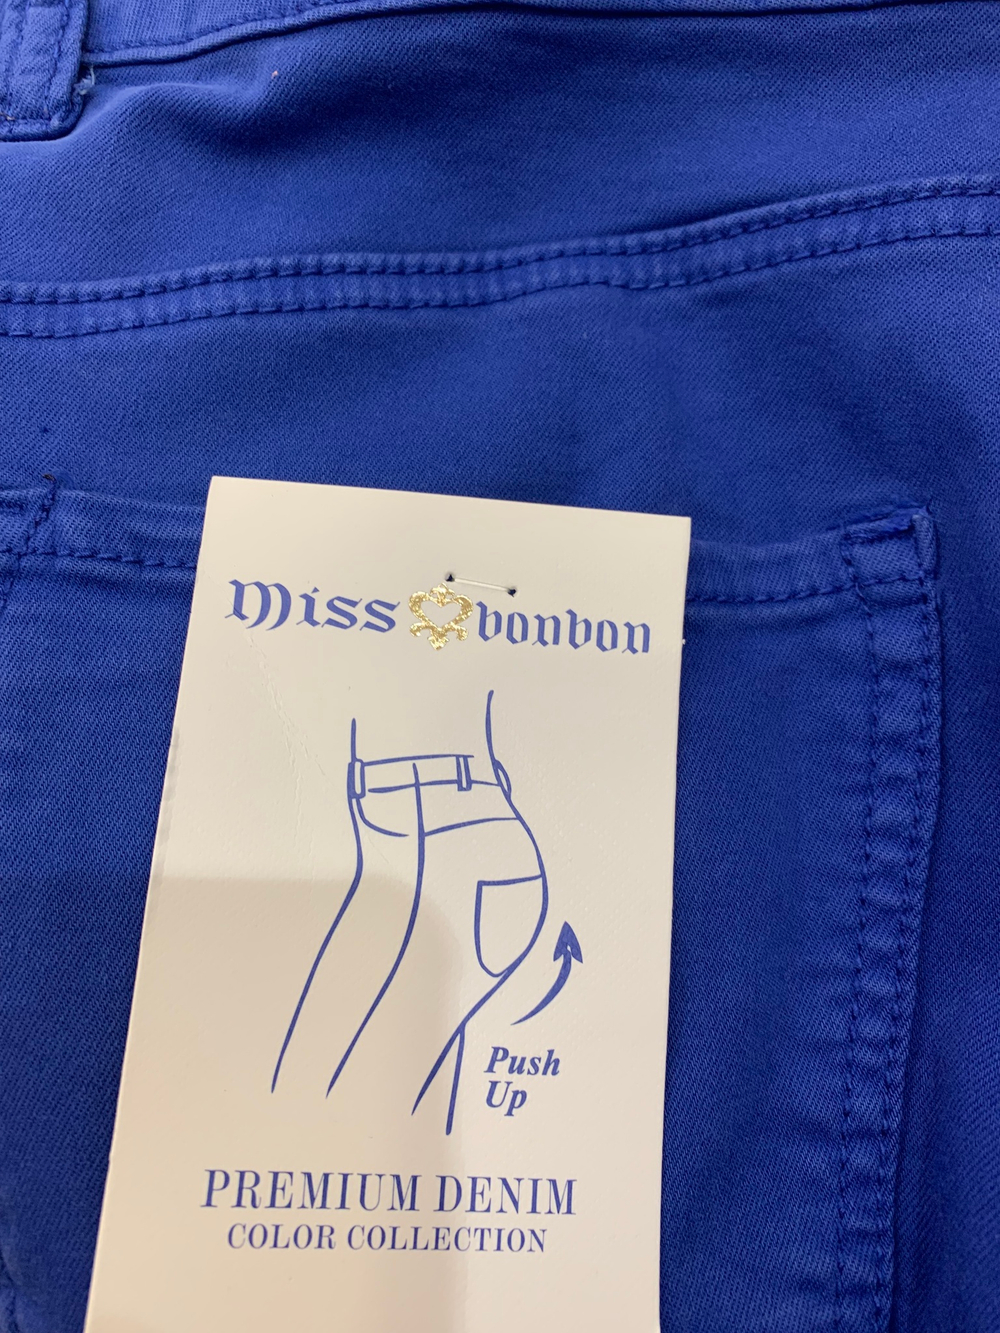 Miss bonbon
Push
Up
PREMIUM DENIM
COLOR COLLECTION